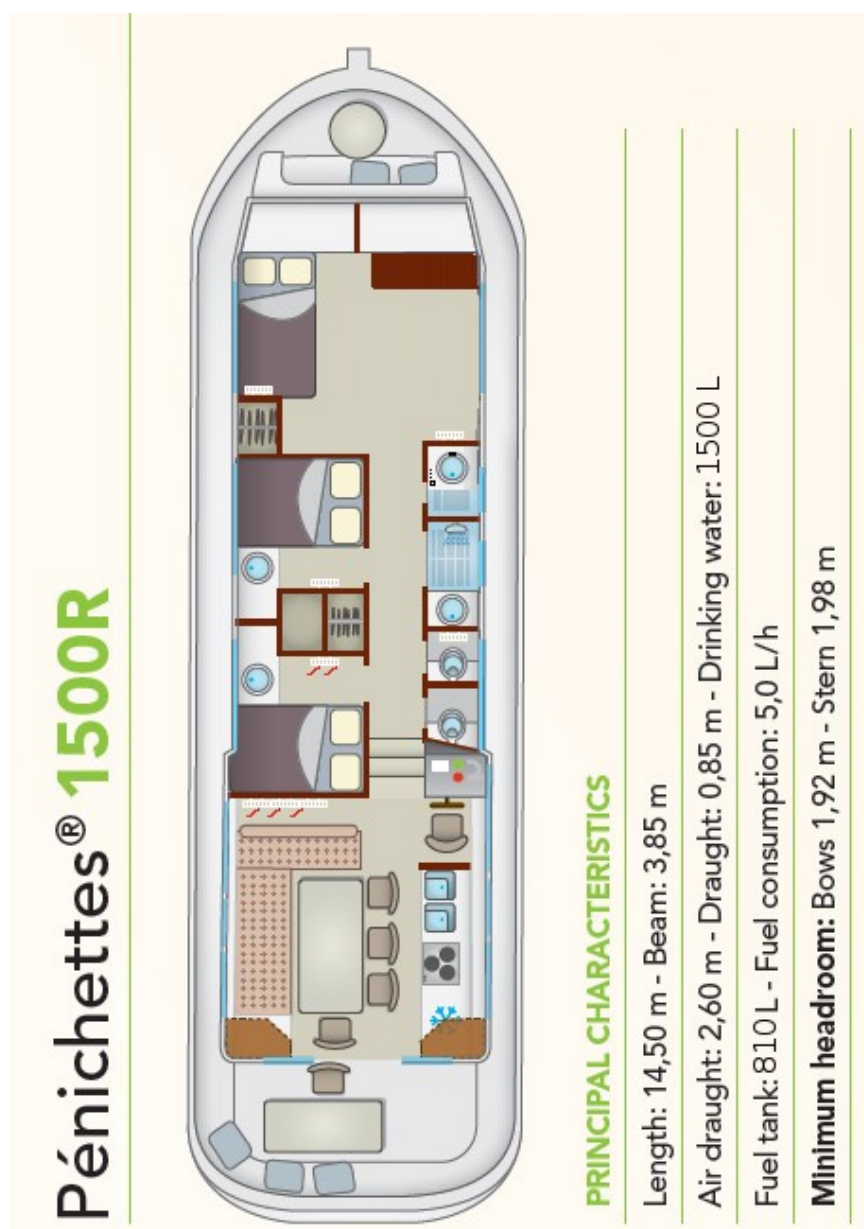 Pénichettes® 1500R
PRINCIPAL CHARACTERISTICS
Length: 14,50 m - Beam: 3,85 m
Air draught: 2,60 m - Draught: 0,85 m - Drinking water: 1500 L
Fuel tank: 810 L - Fuel consumption: 5,0 L/h
Minimum headroom: Bows 1,92 m - Stern 1,98 m